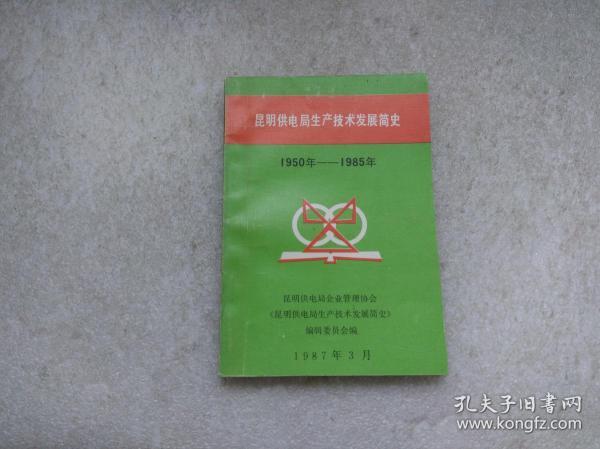 昆明供电局生产技术发展简史
1950年——1985年
昆明供电局企业管理协会
《昆明供电局生产技术发展简史》
编辑委员会编
1987年3月
孔夫子旧书网
www.kongfz.com